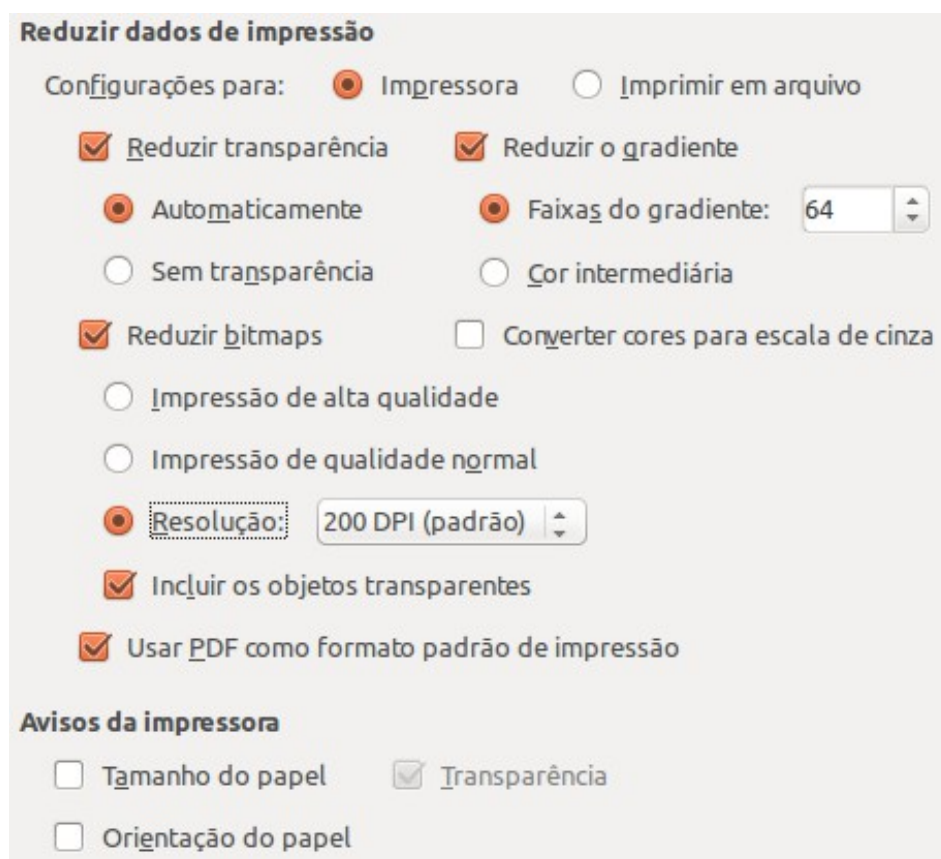 Reduzir dados de impressão
Configurações para: Impressora Imprimir em arquivo
Reduzir transparência Reduzir o gradiente
Automaticamente Faixas do gradiente: 64
Sem transparência Cor intermediária
Reduzir bitmaps Converter cores para escala de cinza
Impressão de alta qualidade
Impressão de qualidade normal
Resolução: 200 DPI (padrão)
Incluir os objetos transparentes
Usar PDF como formato padrão de impressão
Avisos da impressora
Tamanho do papel Transparência
Orientação do papel